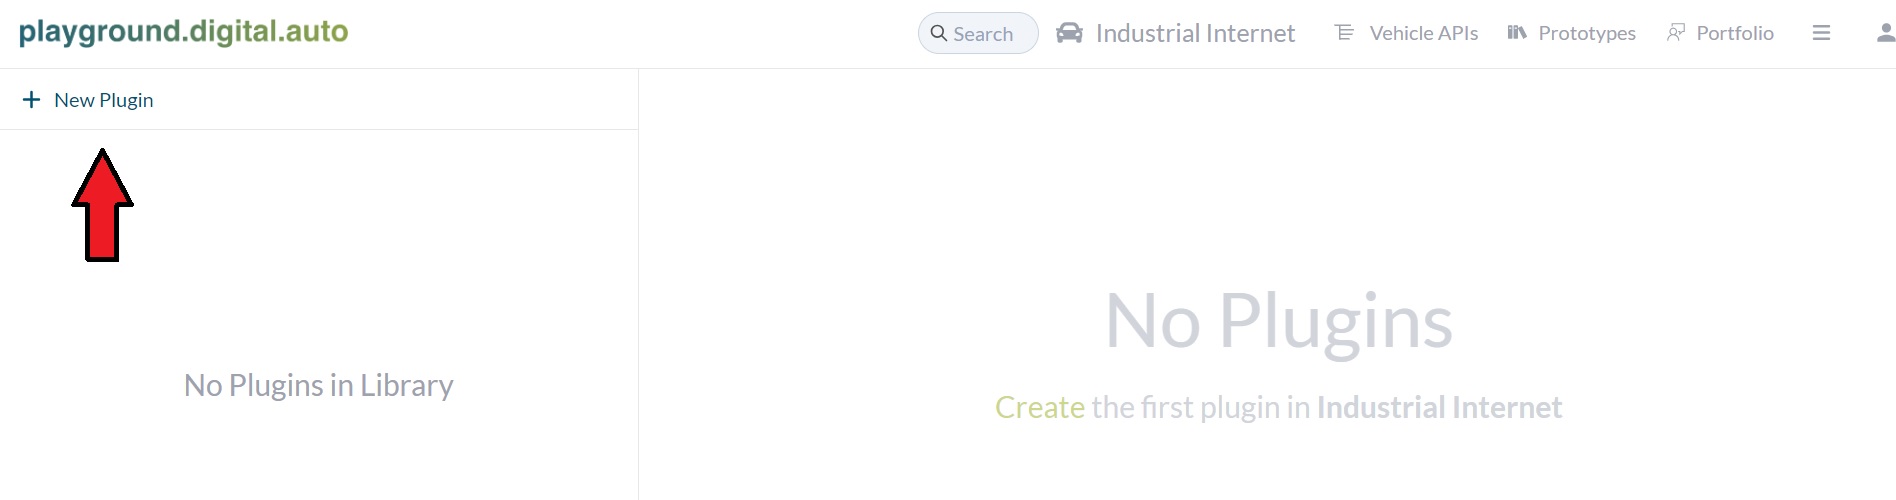 playground.digital.auto
Search
Industrial Internet
Vehicle APIs
Prototypes
Portfolio
New Plugin
No Plugins in Library
No Plugins
Create the first plugin in Industrial Internet